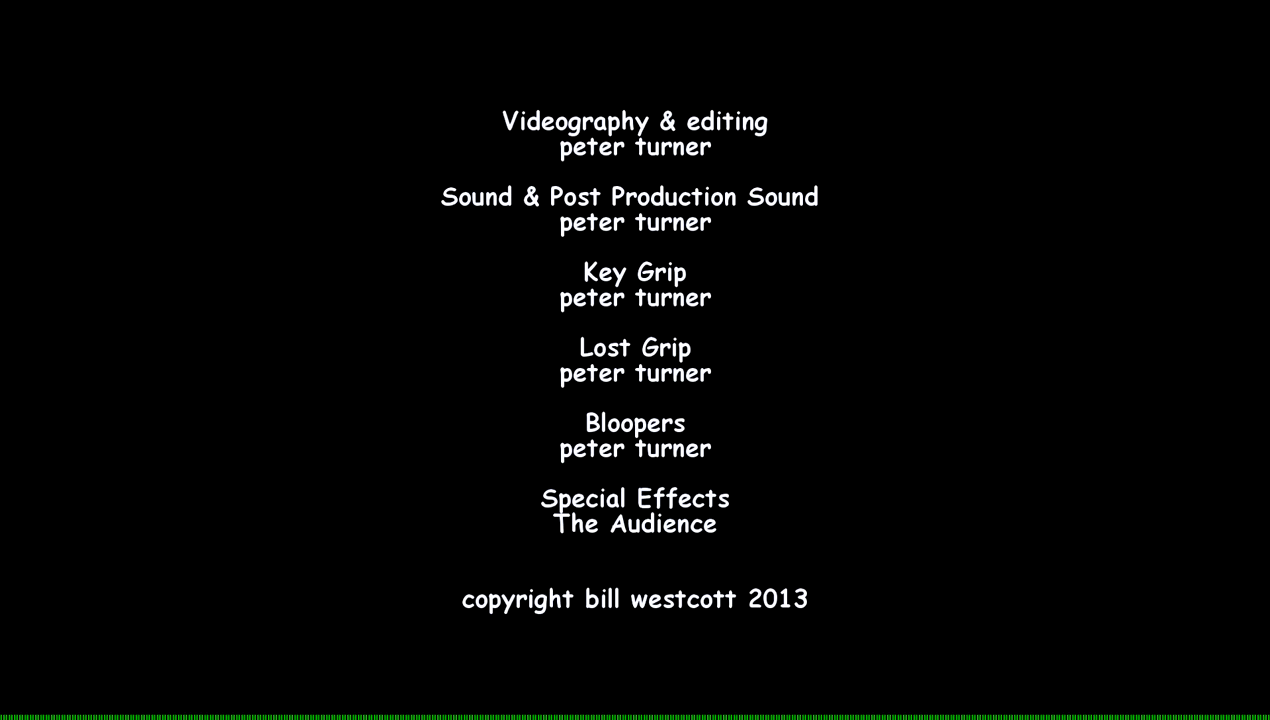 Videography & editing
peter turner
Sound & Post Production Sound
peter turner
Key Grip
peter turner
Lost Grip
peter turner
Bloopers
peter turner
Special Effects
The Audience
copyright bill westcott 2013